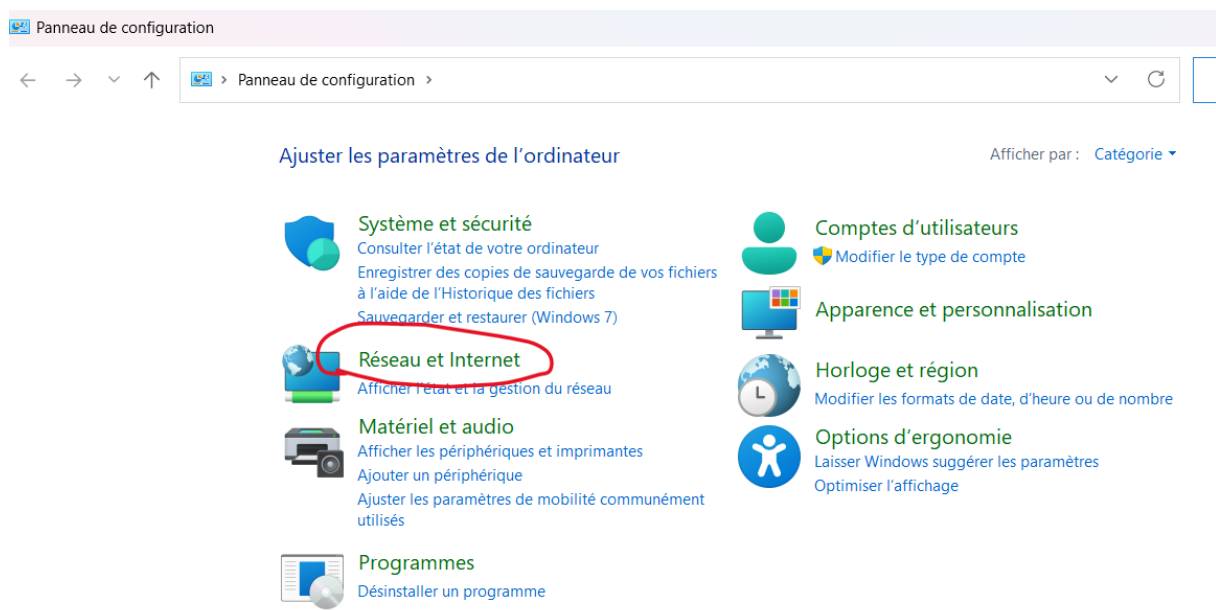 Panneau de configuration
Panneau de configuration
Ajuster les paramètres de l’ordinateur
Afficher par :
Catégorie
Système et sécurité
Consulter l’état de votre ordinateur
Enregistrer des copies de sauvegarde de vos fichiers
à l’aide de l’Historique des fichiers
Sauvegarder et restaurer (Windows 7)
Réseau et Internet
Afficher l’état et la gestion du réseau
Matériel et audio
Afficher les périphériques et imprimantes
Ajouter un périphérique
Ajuster les paramètres de mobilité communément
utilisés
Programmes
Désinstaller un programme
Comptes d’utilisateurs
Modifier le type de compte
Apparence et personnalisation
Horloge et région
Modifier les formats de date, d’heure ou de nombre
Options d’ergonomie
Laisser Windows suggérer les paramètres
Optimiser l’affichage